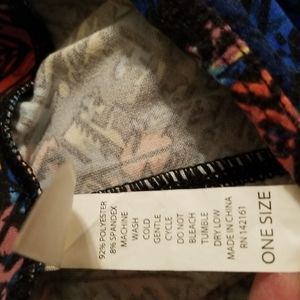 92% POLYESTER
8% SPANDEX
MACHINE
WASH
COLD
GENTLE
CYCLE
DO NOT
BLEACH
TUMBLE
DRY LOW
MADE IN CHINA
RN 142161
ONE SIZE